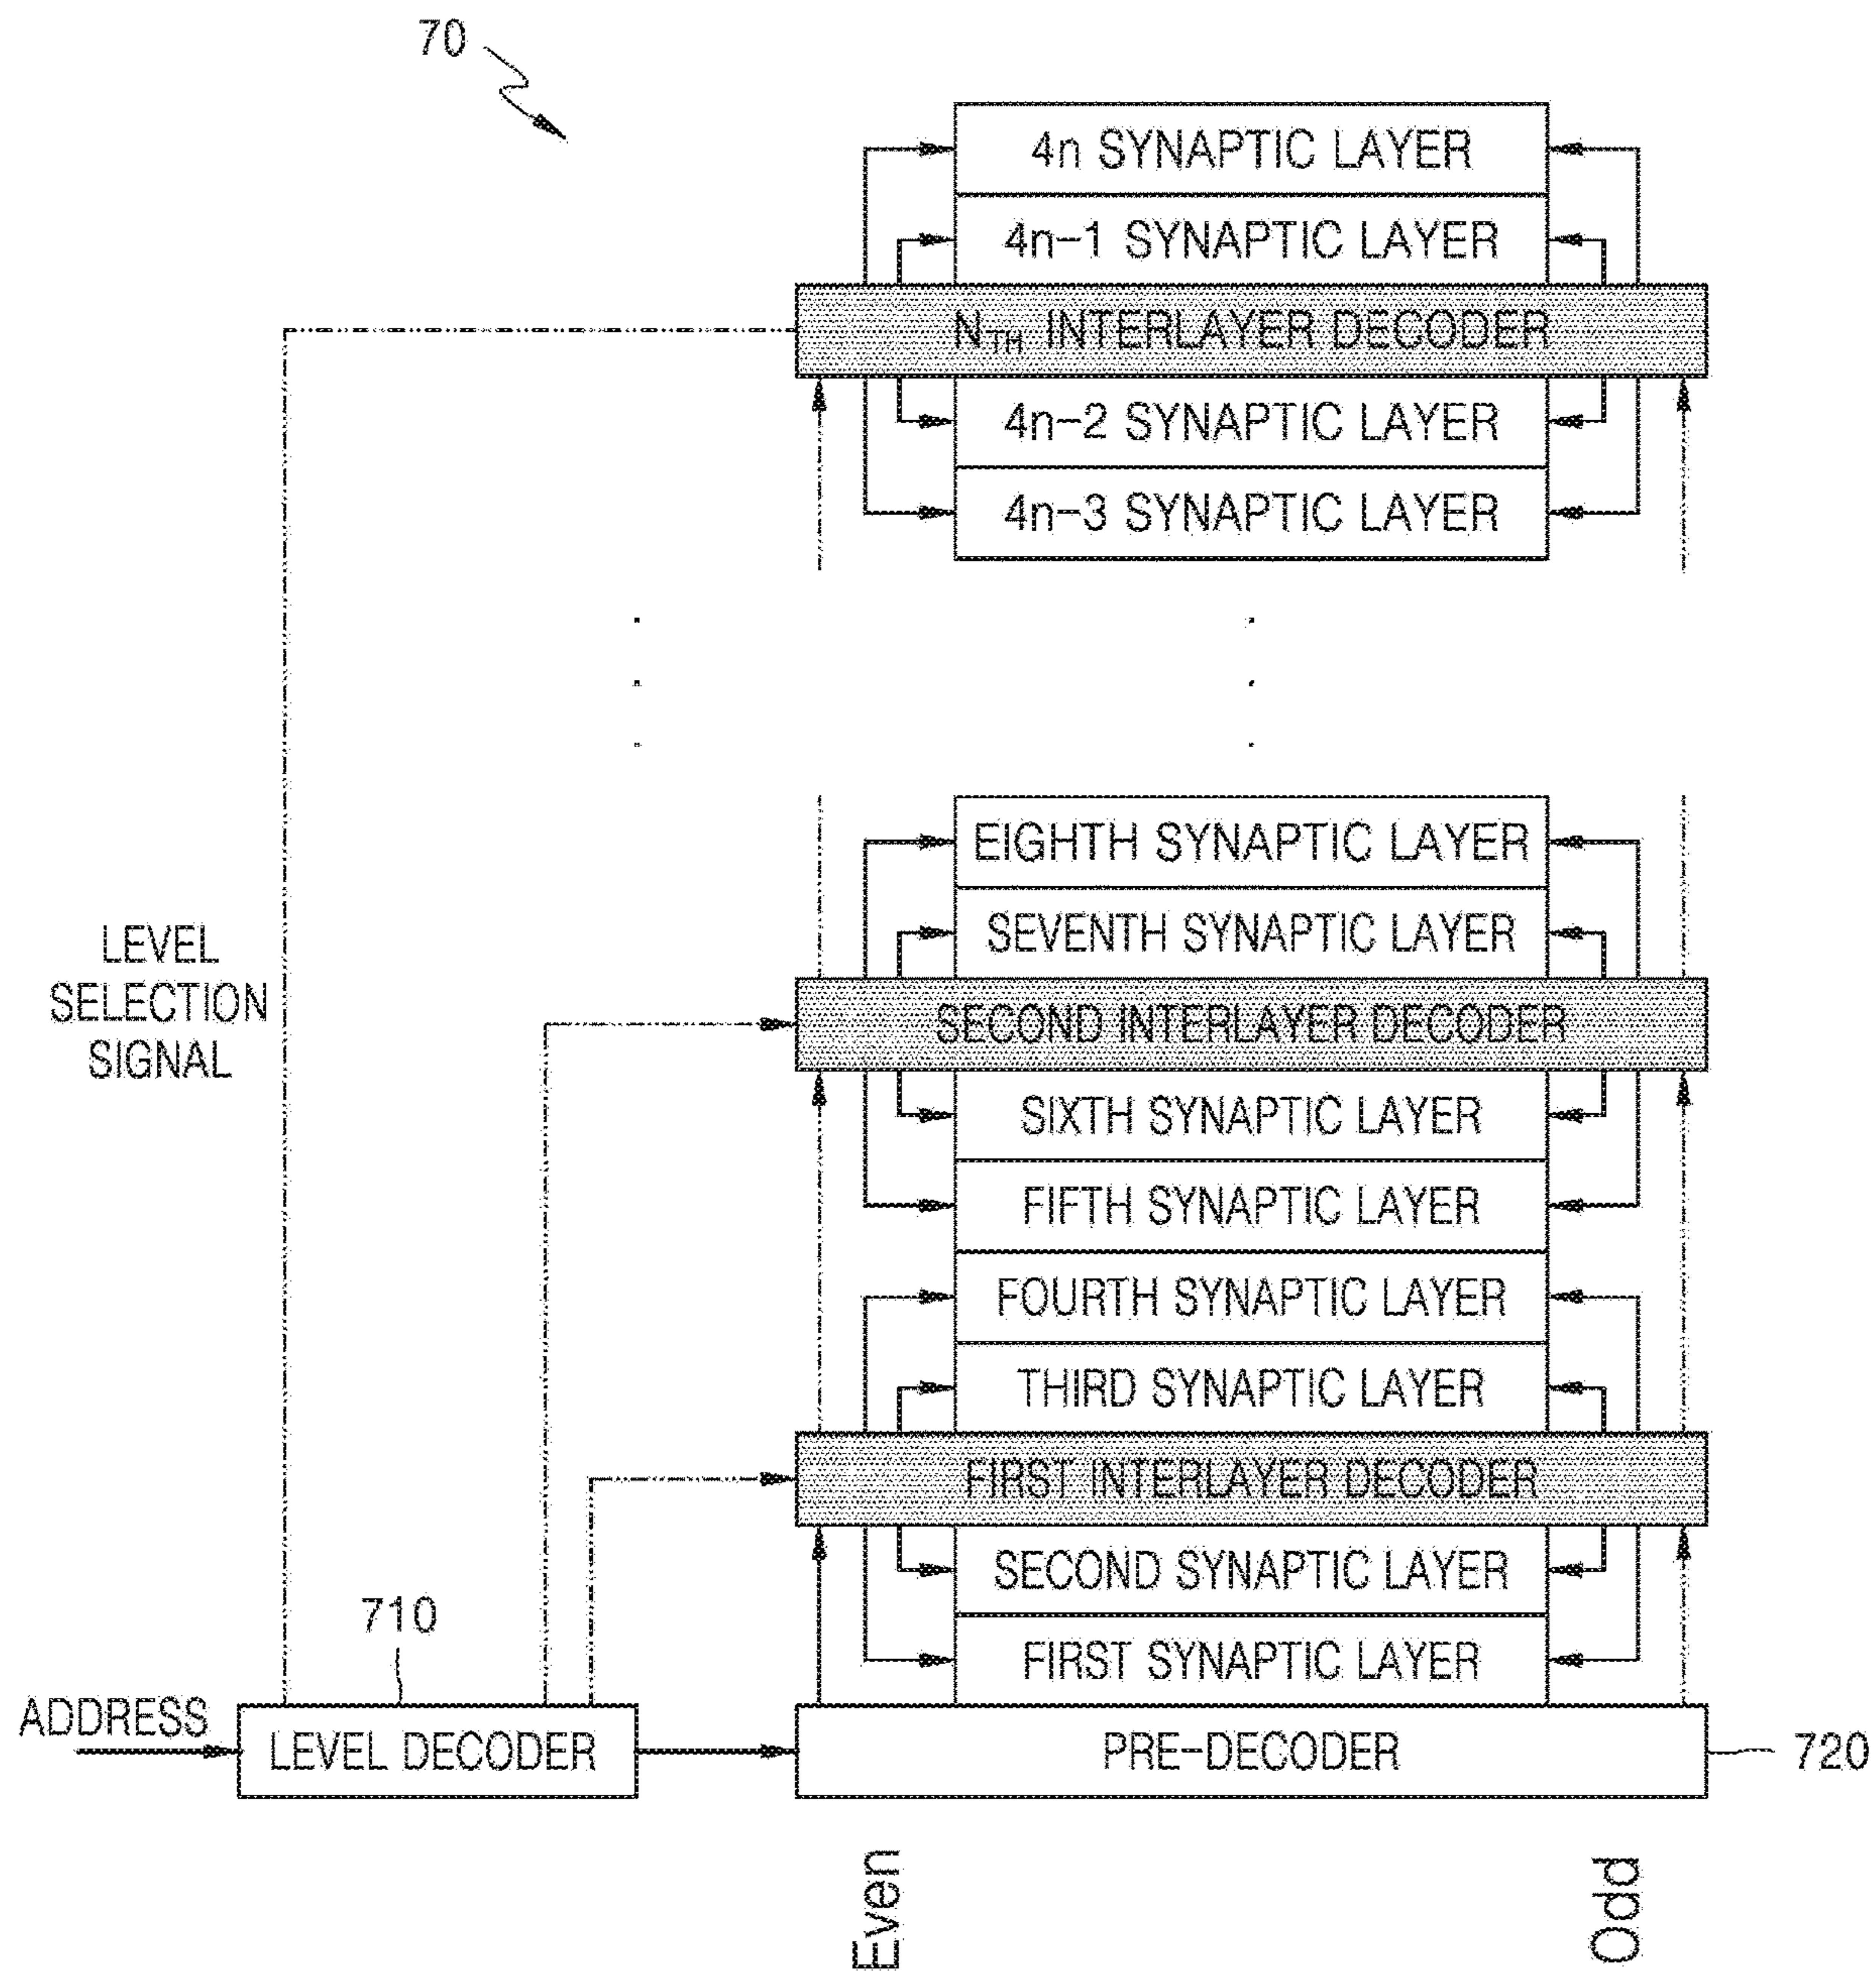 70
4n SYNAPTIC LAYER
4n-1 SYNAPTIC LAYER
NTH INTERLAYER DECODER
4n-2 SYNAPTIC LAYER
4n-3 SYNAPTIC LAYER
EIGHTH SYNAPTIC LAYER
SEVENTH SYNAPTIC LAYER
LEVEL
SELECTION
SIGNAL
SECOND INTERLAYER DECODER
SIXTH SYNAPTIC LAYER
FIFTH SYNAPTIC LAYER
FOURTH SYNAPTIC LAYER
THIRD SYNAPTIC LAYER
FIRST INTERLAYER DECODER
SECOND SYNAPTIC LAYER
710
FIRST SYNAPTIC LAYER
ADDRESS
LEVEL DECODER
PRE-DECODER
720
Even
Odd